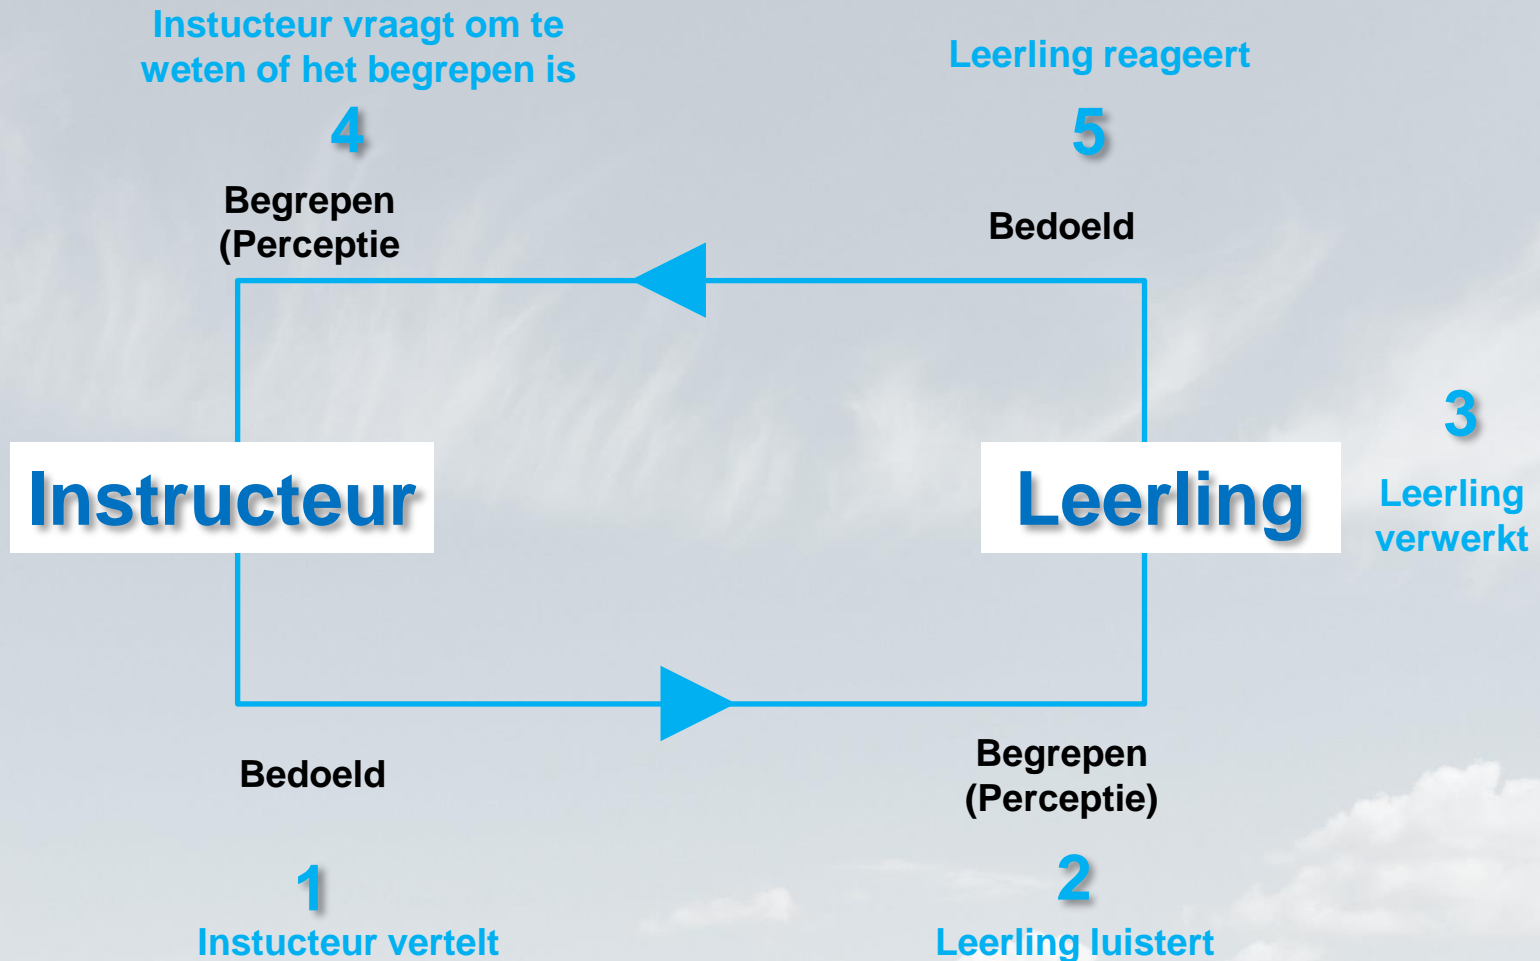 Instucteur vraagt om te
weten of het begrepen is
4
Begrepen
(Perceptie
Leerling reageert
5
Bedoeld
Instructeur
Leerling
3
Leerling
verwerkt
Bedoeld
1
Instucteur vertelt
Begrepen
(Perceptie)
2
Leerling luistert